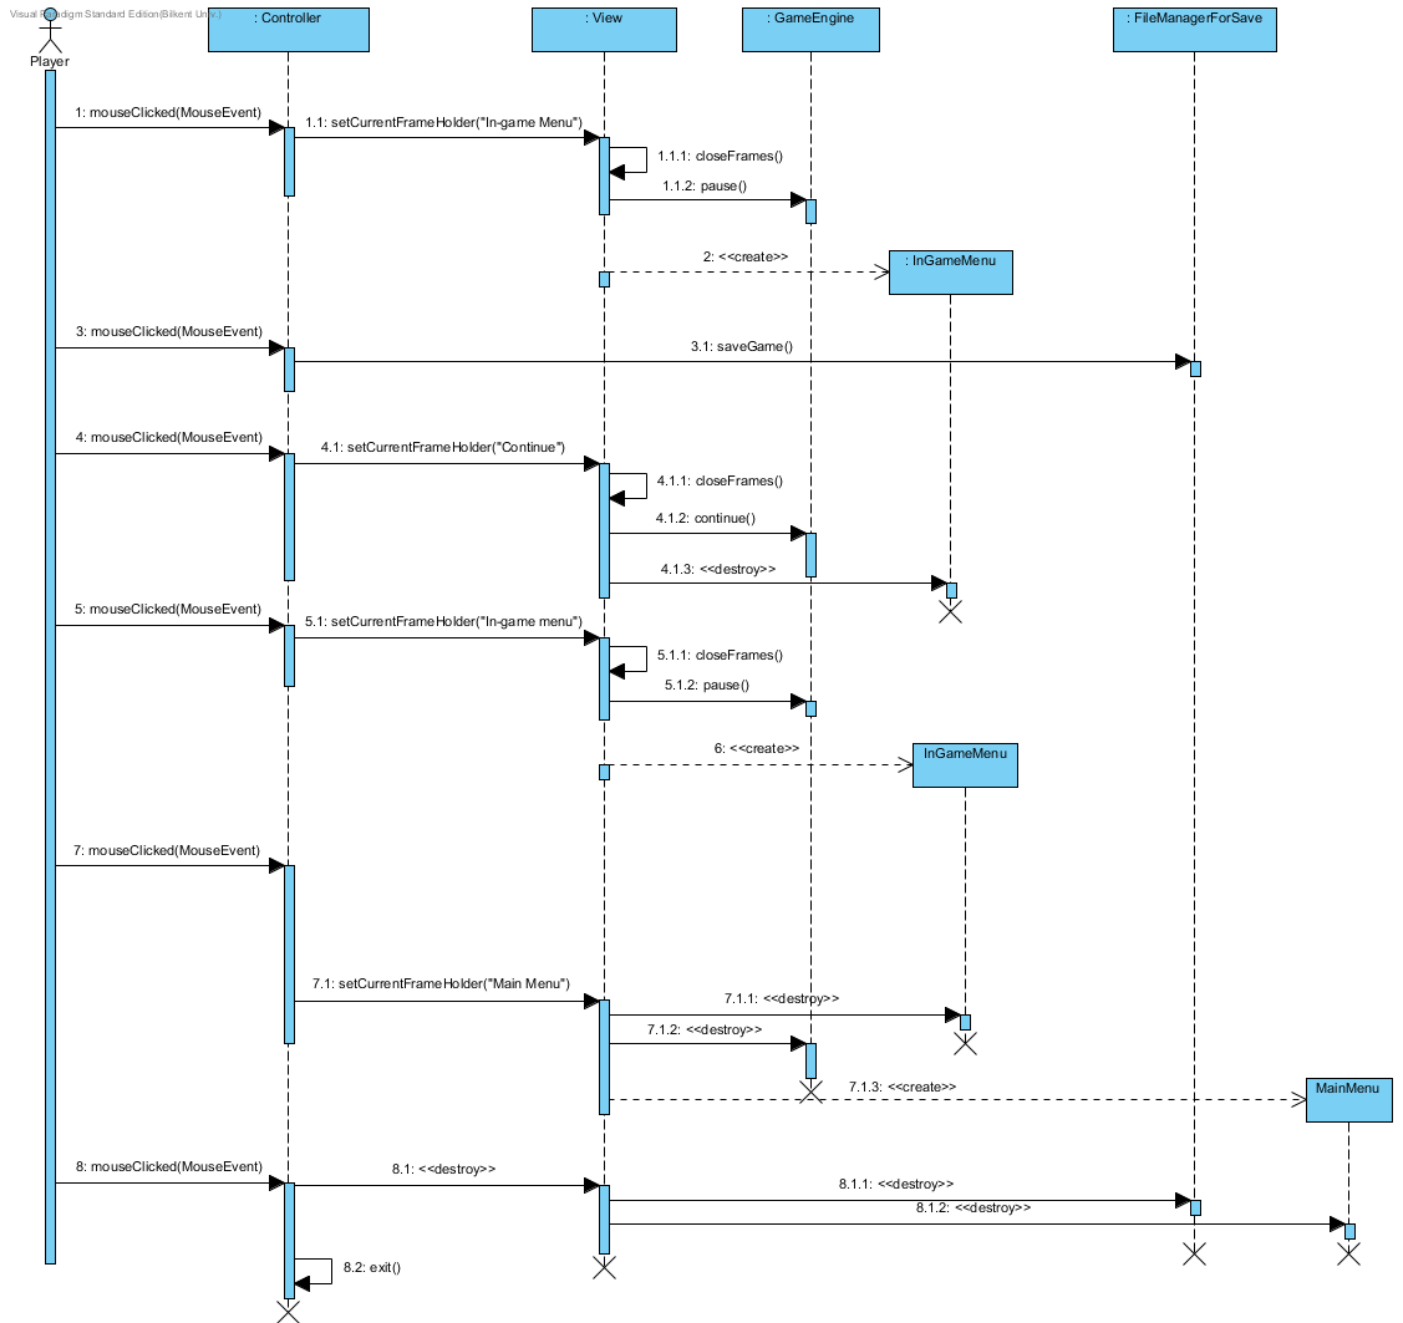 Visual Paradigm Standard Edition(Bilkent Univ.)
: Controller
: View
: GameEngine
: FileManagerForSave
Player
1: mouseClicked(MouseEvent)
1.1: setCurrentFrameHolder("In-game Menu")
1.1.1: closeFrames()
1.1.2: pause()
2: <<create>>
: InGameMenu
3: mouseClicked(MouseEvent)
3.1: saveGame()
4: mouseClicked(MouseEvent)
4.1: setCurrentFrameHolder("Continue")
4.1.1: closeFrames()
4.1.2: continue()
4.1.3: <<destroy>>
5: mouseClicked(MouseEvent)
5.1: setCurrentFrameHolder("In-game menu")
5.1.1: closeFrames()
5.1.2: pause()
6: <<create>>
InGameMenu
7: mouseClicked(MouseEvent)
7.1: setCurrentFrameHolder("Main Menu")
7.1.1: <<destroy>>
7.1.2: <<destroy>>
7.1.3: <<create>>
MainMenu
8: mouseClicked(MouseEvent)
8.1: <<destroy>>
8.1.1: <<destroy>>
8.1.2: <<destroy>>
8.2: exit()